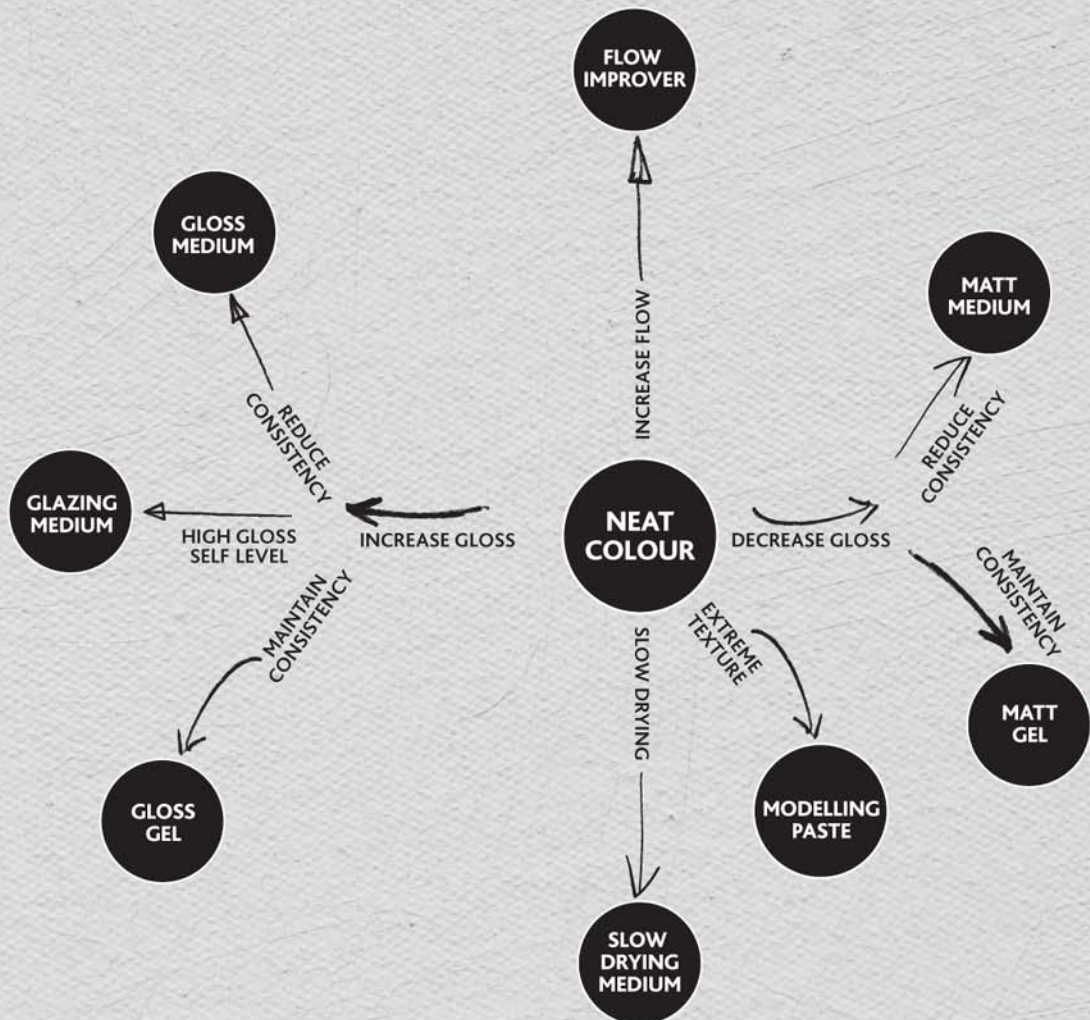 FLOW
IMPROVER
GLOSS
MEDIUM
MATT
MEDIUM
INCREASE FLOW
REDUCE
CONSISTENCY
REDUCE
CONSISTENCY
GLAZING
MEDIUM
HIGH GLOSS
SELF LEVEL
INCREASE GLOSS
NEAT
COLOUR
DECREASE GLOSS
MAINTAIN
CONSISTENCY
MAINTAIN
CONSISTENCY
EXTREME
TEXTURE
SLOW DRYING
GLOSS
GEL
MATT
GEL
MODELLING
PASTE
SLOW
DRYING
MEDIUM